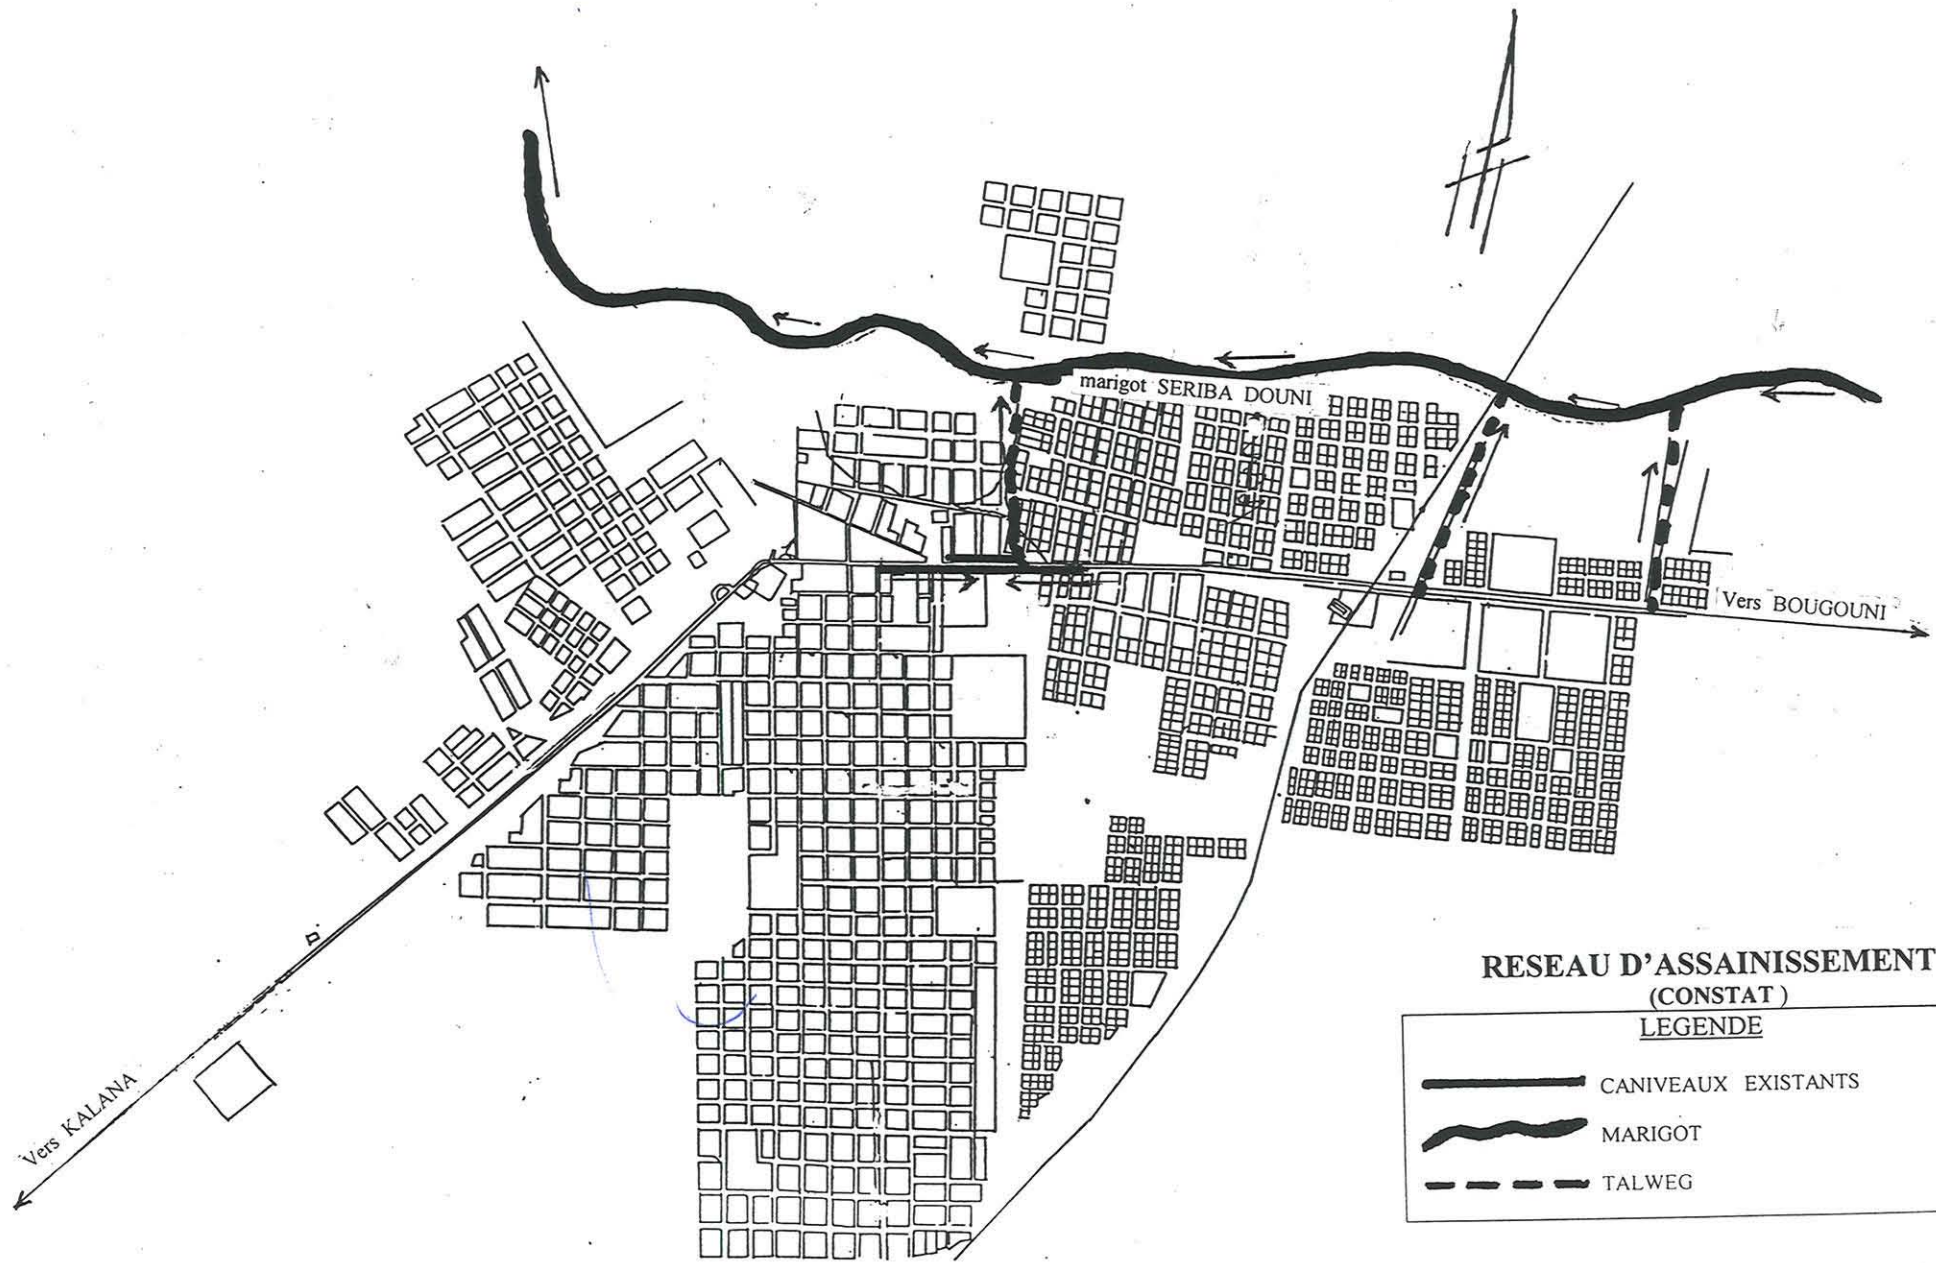 marigot SERIBA DOUNI
Vers BOUGOUNI
Vers KALANA
RESEAU D'ASSAINISSEMENT
(CONSTAT)
LEGENDE
CANIVEAUX EXISTANTS
MARIGOT
TALWEG